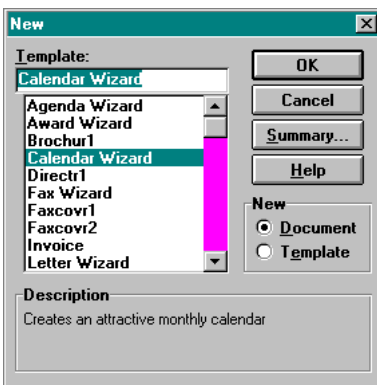 New
Template:
Calendar Wizard
Agenda Wizard
Award Wizard
Brochur1
Calendar Wizard
Directr1
Fax Wizard
Faxcovr1
Faxcovr2
Invoice
Letter Wizard
OK
Cancel
Summary...
Help
New
Document
Template
Description
Creates an attractive monthly calendar